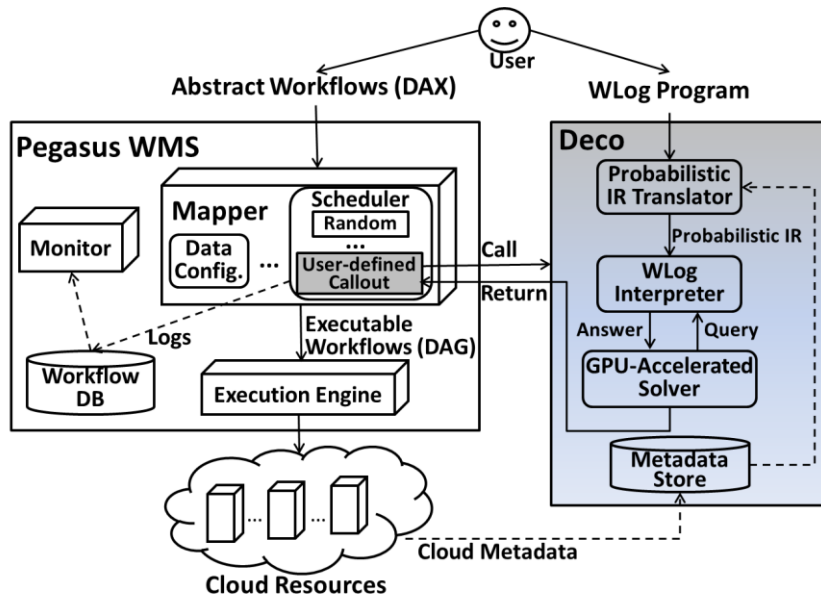 User
Abstract Workflows (DAX)
WLog Program
Pegasus WMS
Deco
Mapper
Scheduler
Random
...
Data
Config.
...
User-defined
Callout
Monitor
Logs
Workflow
DB
Executable
Workflows (DAG)
Execution Engine
Call
Return
Probabilistic
IR Translator
Probabilistic IR
WLog
Interpreter
Answer
Query
GPU-Accelerated
Solver
Metadata
Store
... ...
Cloud Metadata
Cloud Resources